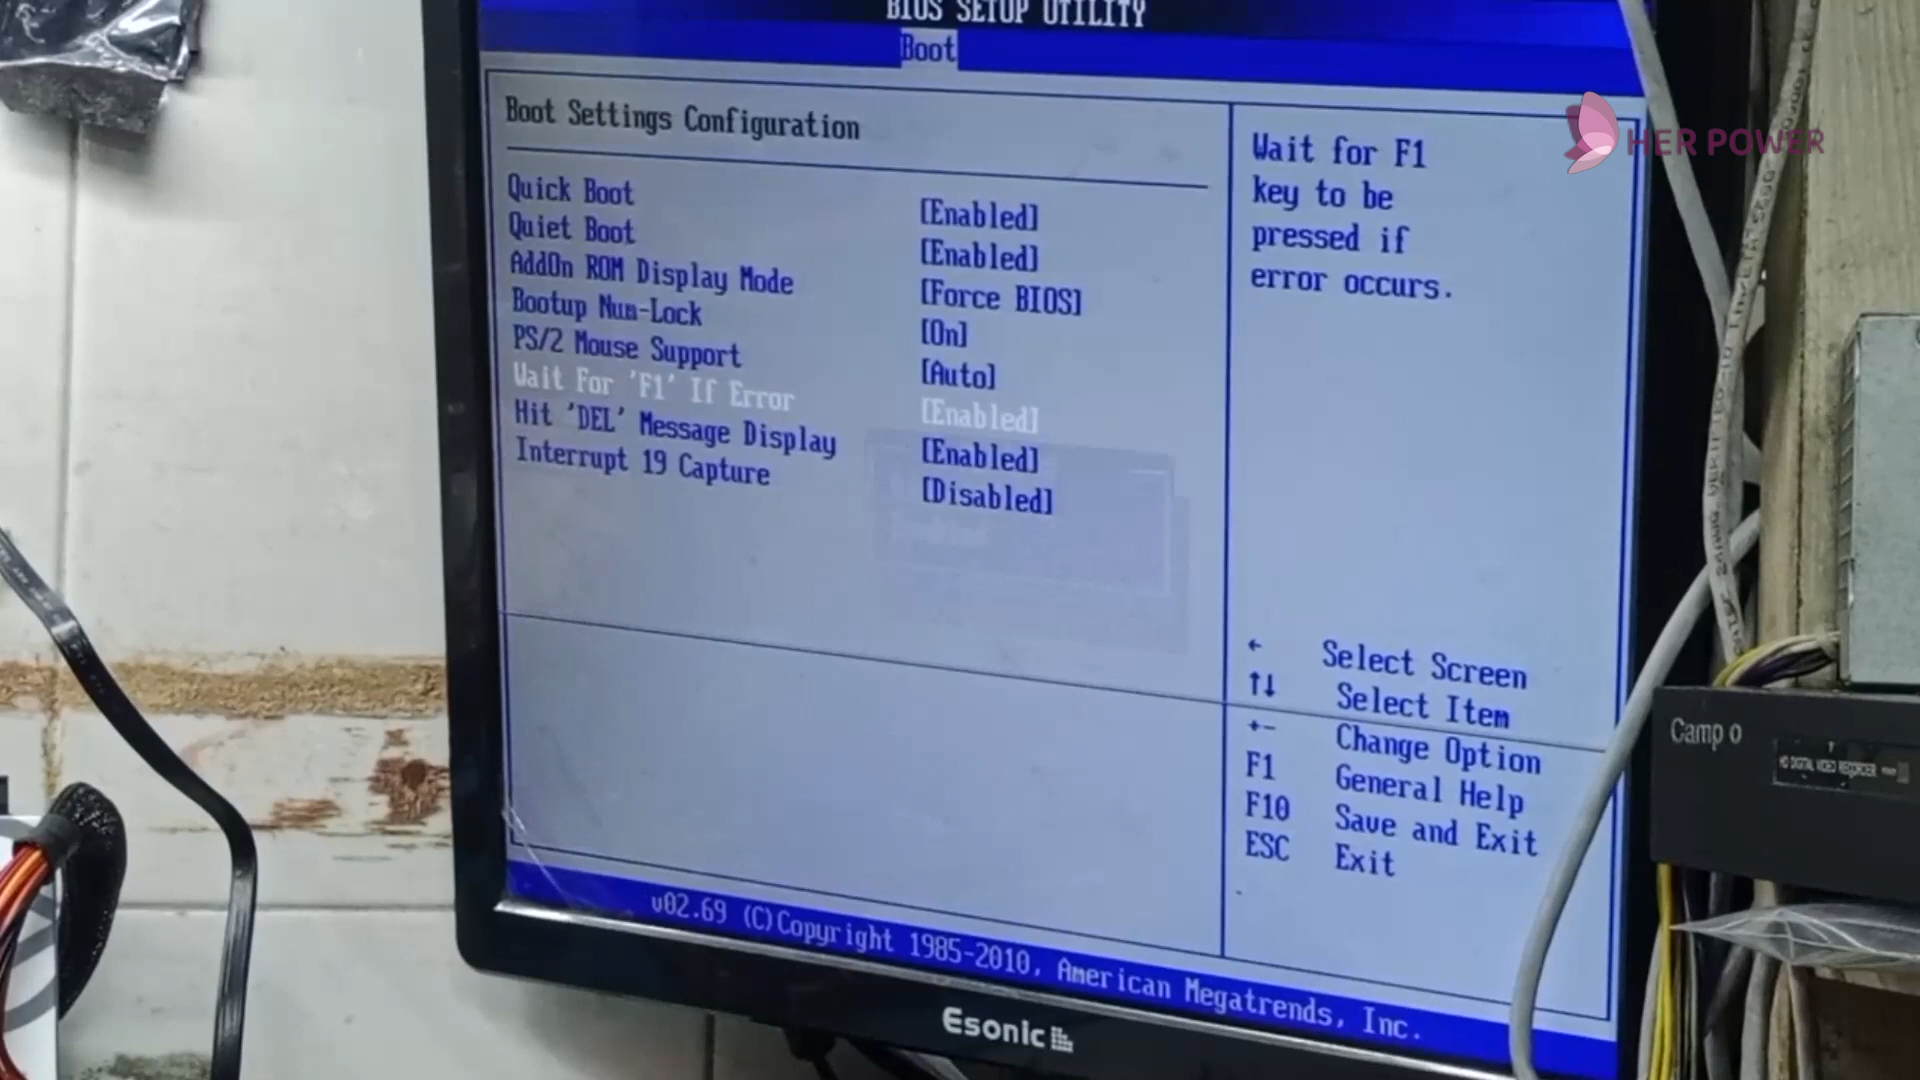 BIOS SETUP UTILITY
Boot
Boot Settings Configuration
Quick Boot [Enabled]
Quiet Boot [Enabled]
AddOn ROM Display Mode [Force BIOS]
Bootup Num-Lock [On]
PS/2 Mouse Support [Auto]
Wait For 'F1' If Error [Enabled]
Hit 'DEL' Message Display [Enabled]
Interrupt 19 Capture [Disabled]
Wait for F1
key to be
pressed if
error occurs.
← Select Screen
↑↓ Select Item
+- Change Option
F1 General Help
F10 Save and Exit
ESC Exit
v02.69 (C)Copyright 1985-2010, American Megatrends, Inc.
Esonic
HER POWER
Camp o
HD DIGITAL VIDEO RECORDER